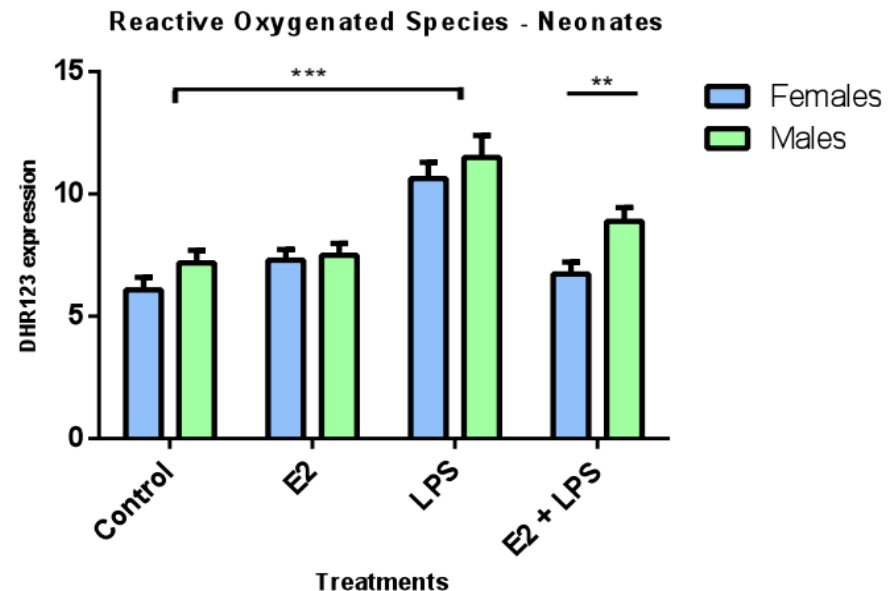 Reactive Oxygenated Species - Neonates
15
10
5
0
DHR123 expression
***
**
Females
Males
Control
E2
LPS
E2 + LPS
Treatments